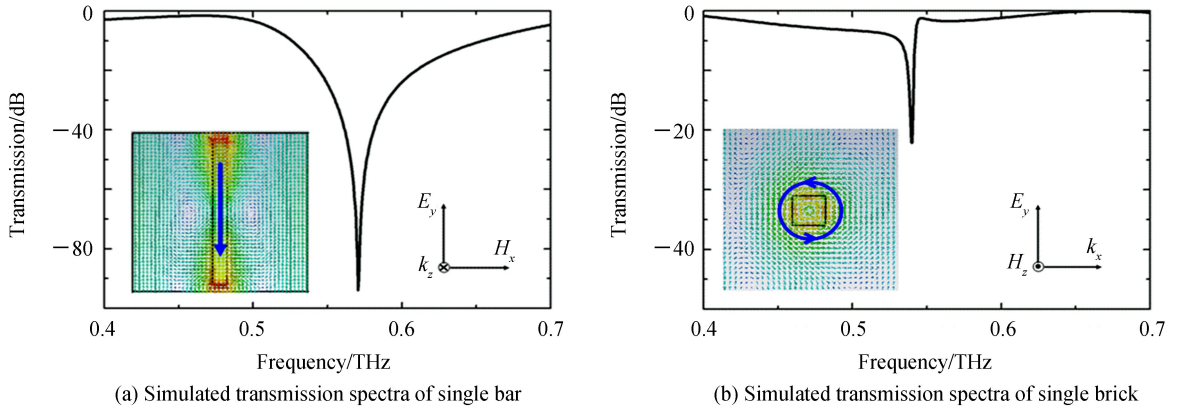 0
−40
−80
Transmission/dB
E_y
H_x
k_z
0.4
0.5
0.6
0.7
Frequency/THz
(a) Simulated transmission spectra of single bar
0
−20
−40
Transmission/dB
E_y
H_z
k_x
0.4
0.5
0.6
0.7
Frequency/THz
(b) Simulated transmission spectra of single brick